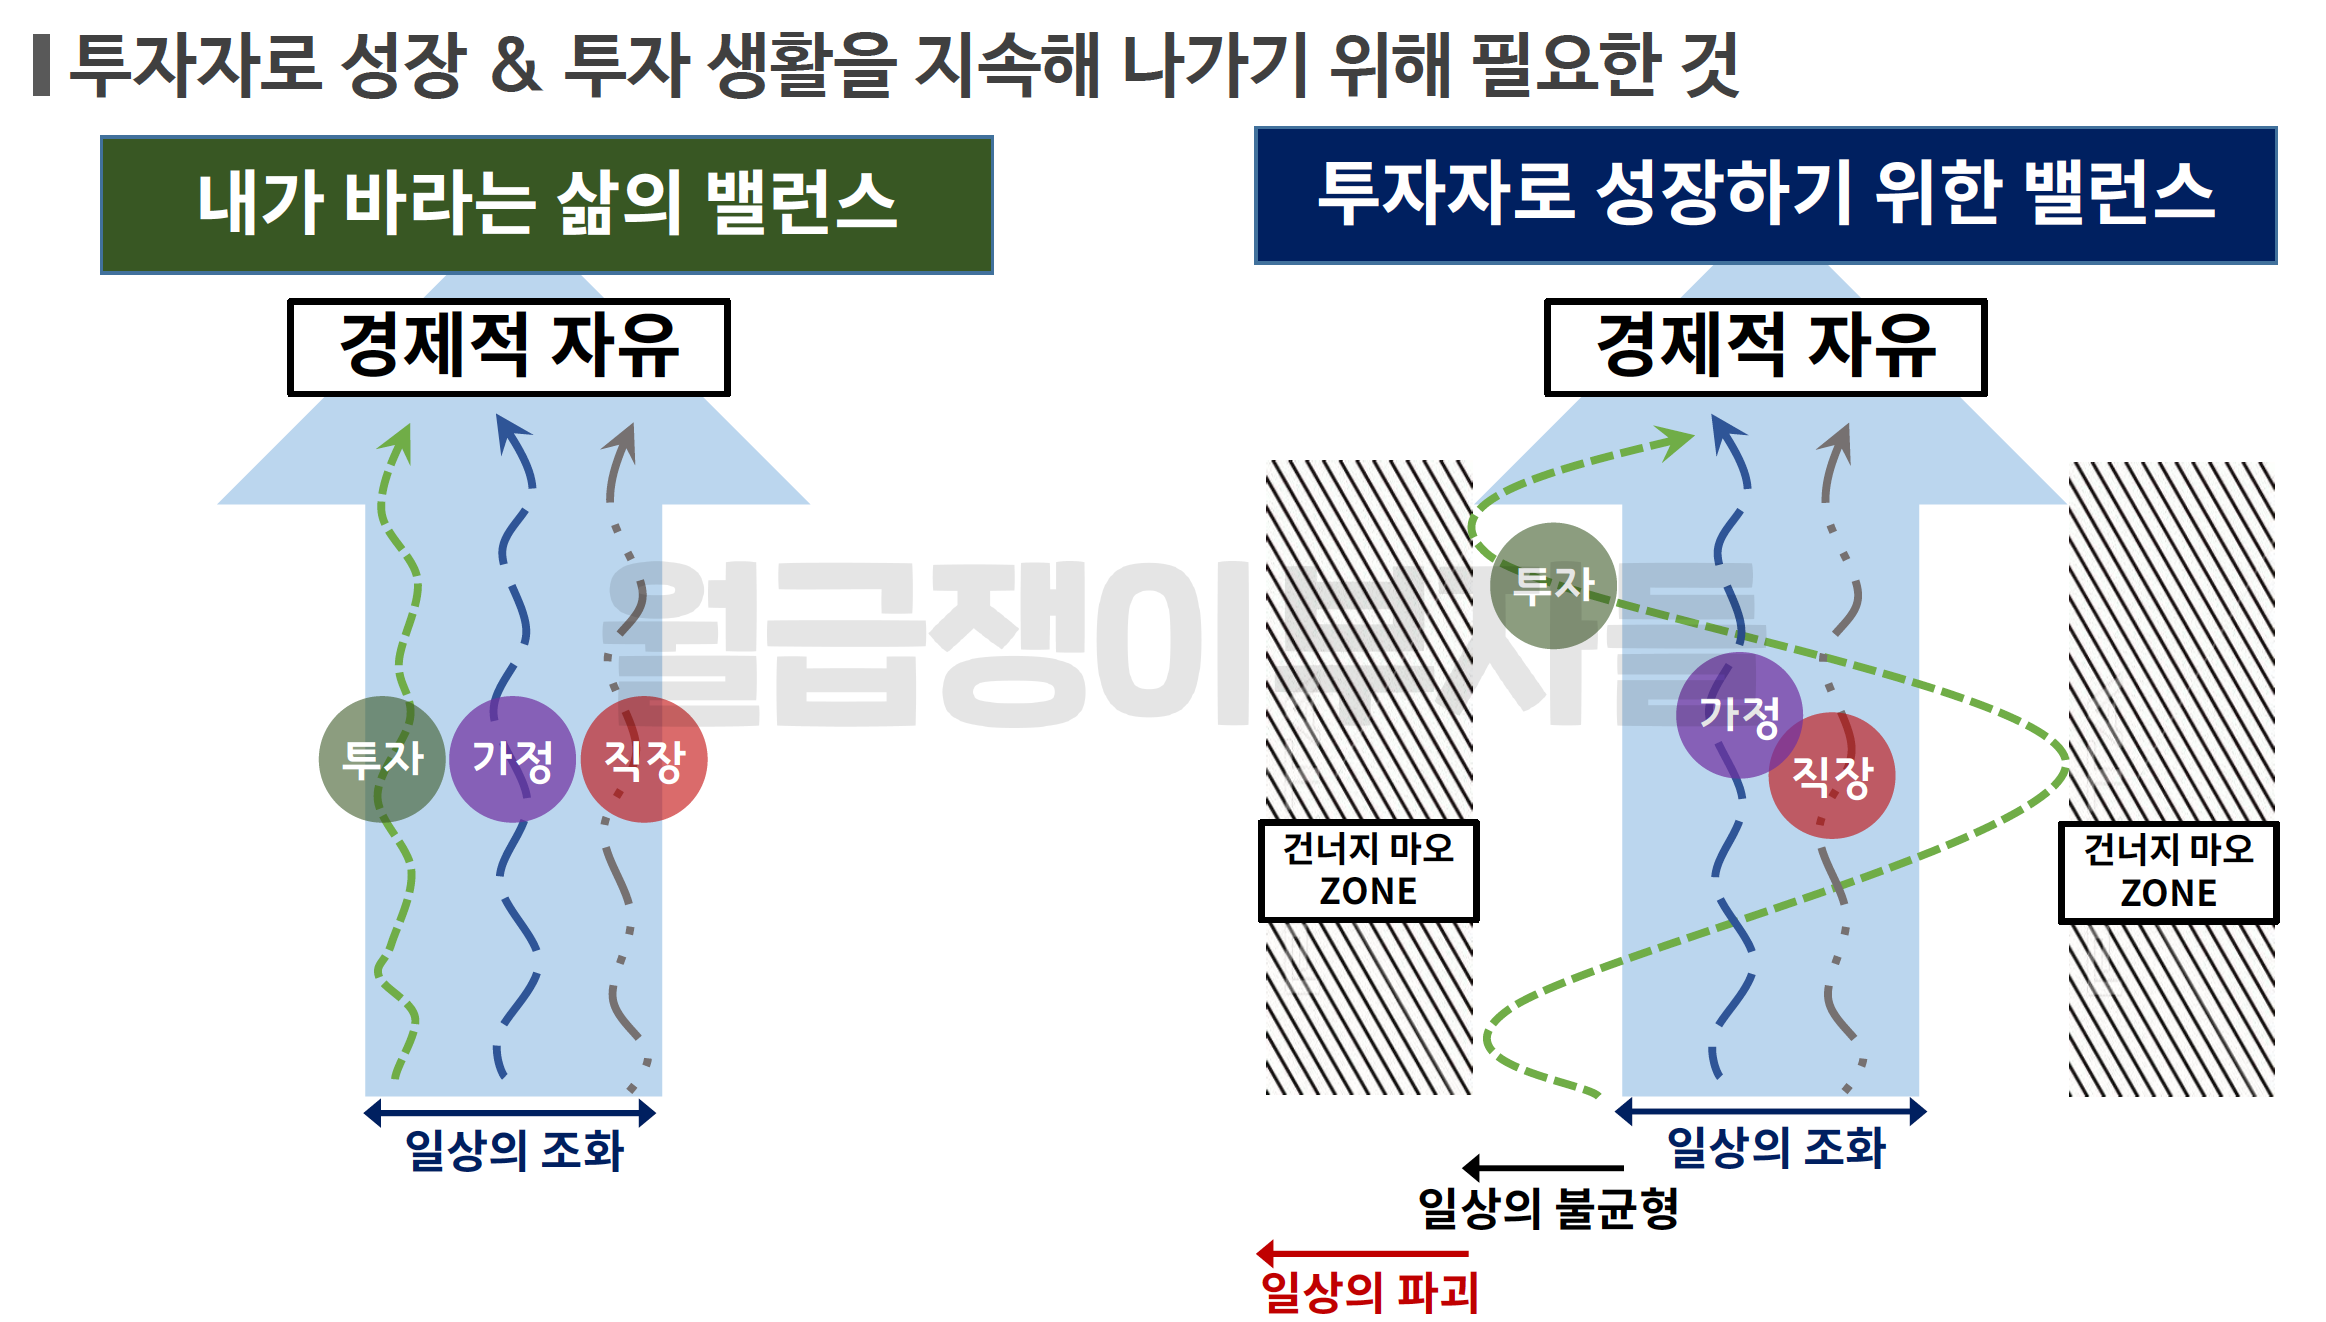 투자자로 성장 & 투자 생활을 지속해 나가기 위해 필요한 것
내가 바라는 삶의 밸런스
경제적 자유
투자
가정
직장
일상의 조화
투자자로 성장하기 위한 밸런스
경제적 자유
투자
가정
직장
건너지 마오
ZONE
건너지 마오
ZONE
일상의 조화
일상의 불균형
일상의 파괴
월급쟁이부자들